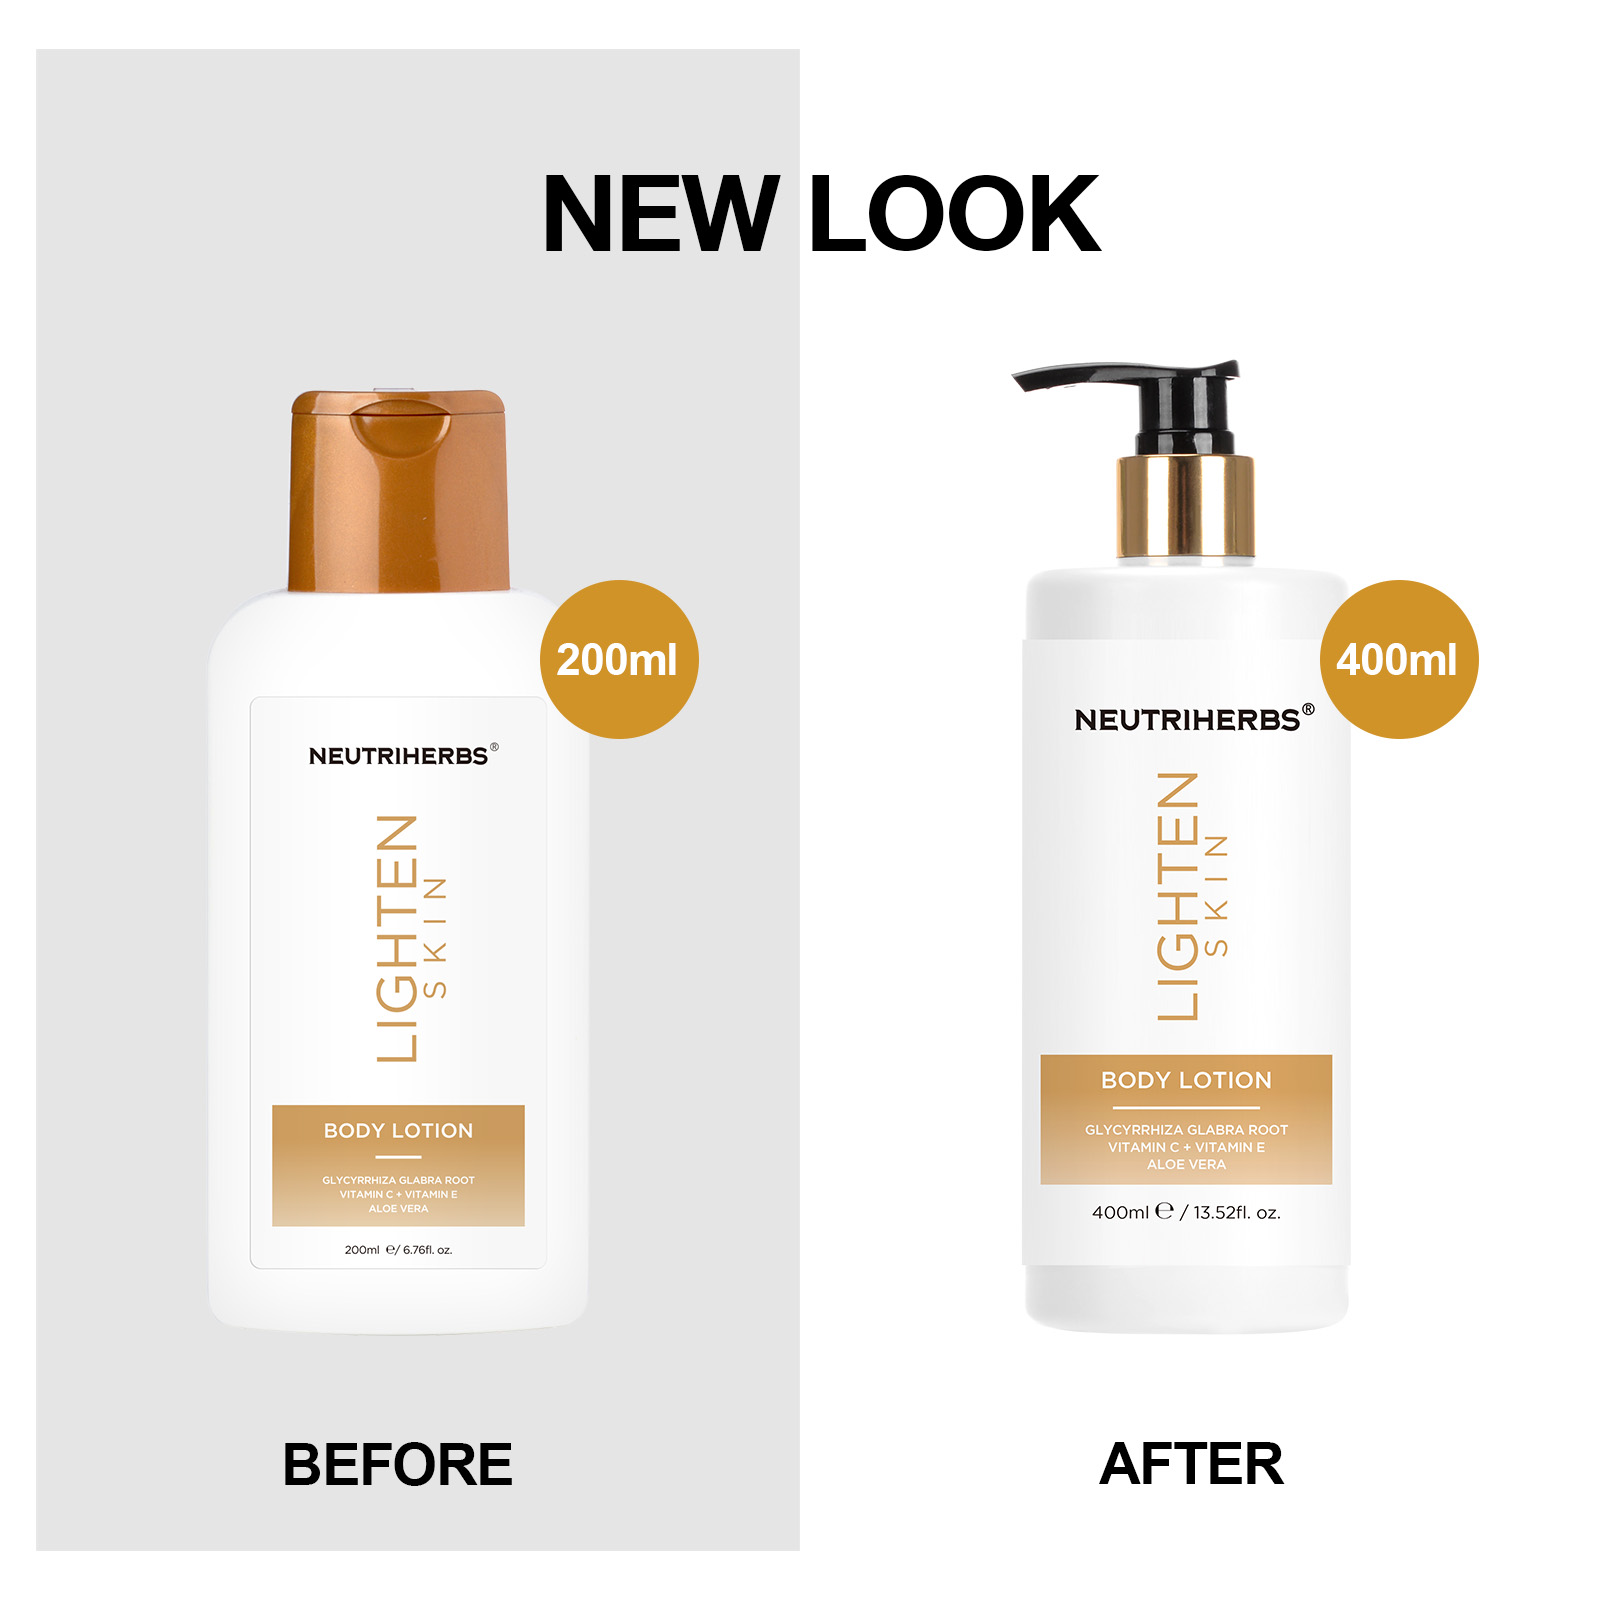 NEW LOOK
200ml
NEUTRIHERBS®
LIGHTEN
SKIN
BODY LOTION
GLYCYRRHIZA GLABRA ROOT
VITAMIN C + VITAMIN E
ALOE VERA
200ml ℮/ 6.76fl. oz.
BEFORE
400ml
NEUTRIHERBS®
LIGHTEN
SKIN
BODY LOTION
GLYCYRRHIZA GLABRA ROOT
VITAMIN C + VITAMIN E
ALOE VERA
400ml ℮ / 13.52fl. oz.
AFTER